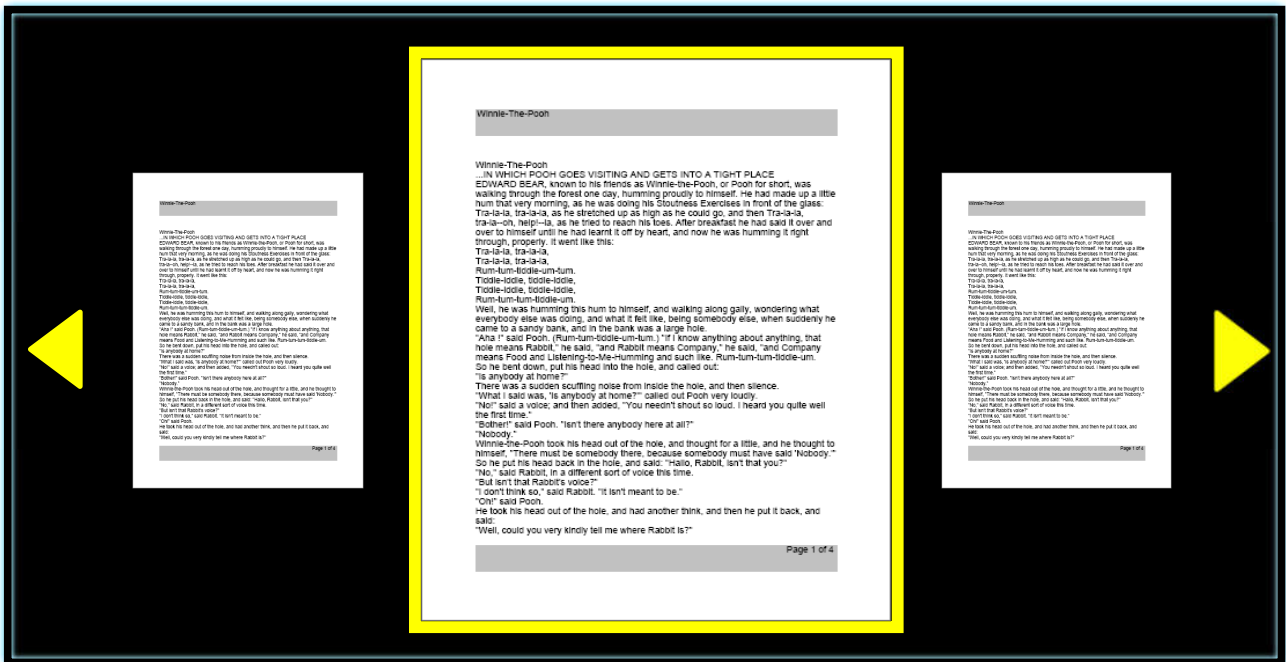 Winnie-The-Pooh
Winnie-The-Pooh
...IN WHICH POOH GOES VISITING AND GETS INTO A TIGHT PLACE
EDWARD BEAR, known to his friends as Winnie-the-Pooh, or Pooh for short, was
walking through the forest one day, humming proudly to himself. He had made up a little
hum that very morning, as he was doing his Stoutness Exercises in front of the glass:
Tra-la-la, tra-la-la, as he stretched up as high as he could go, and then Tra-la-la,
tra-la--oh, help!--la, as he tried to reach his toes. After breakfast he had said it over and
over to himself until he had learnt it off by heart, and now he was humming it right
through, properly. It went like this:
Tra-la-la, tra-la-la,
Tra-la-la, tra-la-la,
Rum-tum-tiddle-um-tum.
Tiddle-iddle, tiddle-iddle,
Tiddle-iddle, tiddle-iddle,
Rum-tum-tum-tiddle-um.
Well, he was humming this hum to himself, and walking along gaily, wondering what
everybody else was doing, and what it felt like, being somebody else, when suddenly he
came to a sandy bank, and in the bank was a large hole.
"Aha !" said Pooh. (Rum-tum-tiddle-um-tum.) "If I know anything about anything, that
hole means Rabbit," he said, "and Rabbit means Company," he said, "and Company
means Food and Listening-to-Me-Humming and such like. Rum-tum-tum-tiddle-um.
So he bent down, put his head into the hole, and called out:
"Is anybody at home?"
There was a sudden scuffling noise from inside the hole, and then silence.
"What I said was, 'Is anybody at home?'" called out Pooh very loudly.
"No!" said a voice; and then added, "You needn't shout so loud. I heard you quite well
the first time."
"Bother!" said Pooh. "Isn't there anybody here at all?"
"Nobody."
Winnie-the-Pooh took his head out of the hole, and thought for a little, and he thought to
himself, "There must be somebody there, because somebody must have said 'Nobody.'"
So he put his head back in the hole, and said: "Hallo, Rabbit, isn't that you?"
"No," said Rabbit, in a different sort of voice this time.
"But isn't that Rabbit's voice?"
"I don't think so," said Rabbit. "It isn't meant to be."
"Oh!" said Pooh.
He took his head out of the hole, and had another think, and then he put it back, and
said:
"Well, could you very kindly tell me where Rabbit is?"
Page 1 of 4